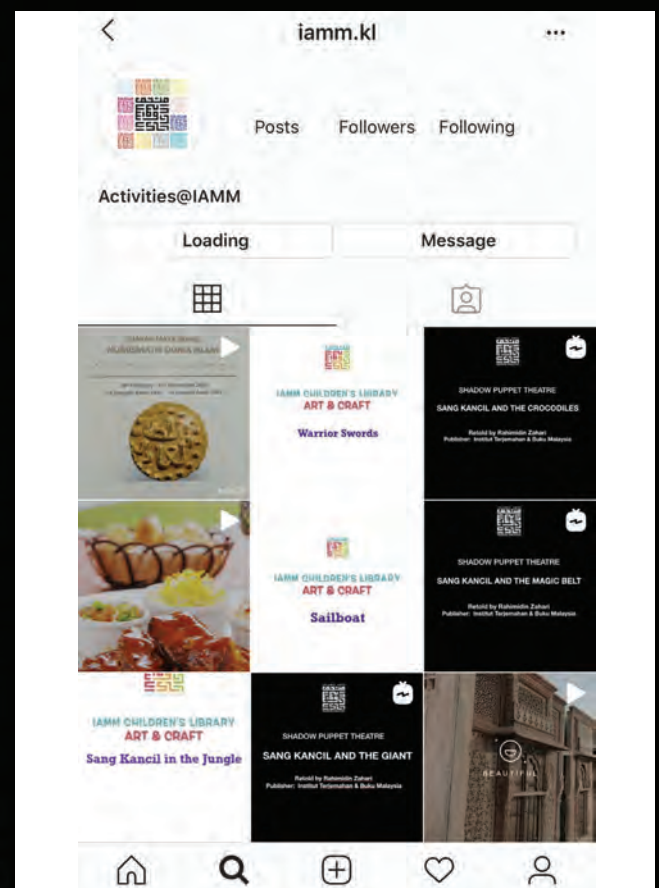 iamm.kl
Posts Followers Following
Activities@IAMM
Loading
Message
IAMM CHILDREN'S LIBRARY
ART & CRAFT
Warrior Swords
SHADOW PUPPET THEATRE
SANG KANCIL AND THE CROCODILES
Retold by Rahimidin Zahari
Publisher: Institut Terjemahan & Buku Malaysia
IAMM CHILDREN'S LIBRARY
ART & CRAFT
Sailboat
SHADOW PUPPET THEATRE
SANG KANCIL AND THE MAGIC BELT
Retold by Rahimidin Zahari
Publisher: Institut Terjemahan & Buku Malaysia
IAMM CHILDREN'S LIBRARY
ART & CRAFT
Sang Kancil in the Jungle
SHADOW PUPPET THEATRE
SANG KANCIL AND THE GIANT
Retold by Rahimidin Zahari
Publisher: Institut Terjemahan & Buku Malaysia
BEAUTIFUL